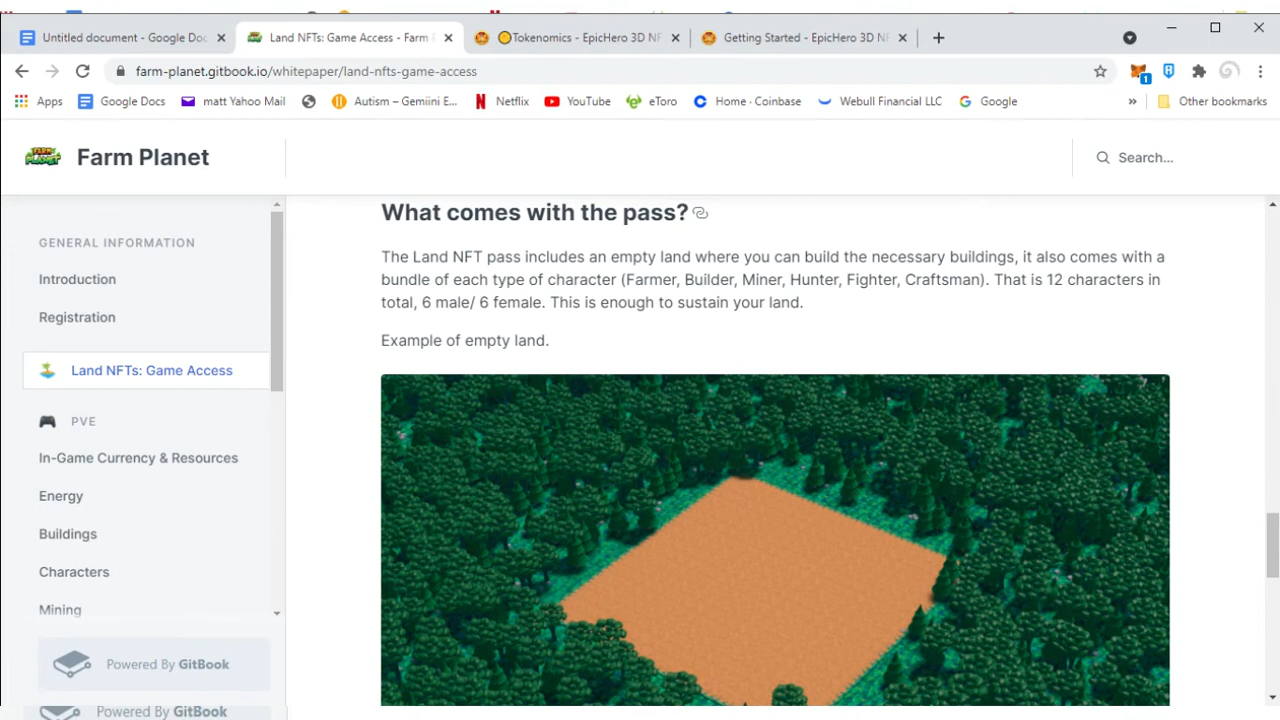 Untitled document - Google Doc
Land NFTs: Game Access - Farm
Tokenomics - EpicHero 3D NF
Getting Started - EpicHero 3D NF
farm-planet.gitbook.io/whitepaper/land-nfts-game-access
1
Apps
Google Docs
matt Yahoo Mail
Autism – Gemiini E...
Netflix
YouTube
eToro
Home · Coinbase
Webull Financial LLC
Google
Other bookmarks
FARM PLANET
Farm Planet
Search...
GENERAL INFORMATION
Introduction
Registration
Land NFTs: Game Access
PVE
In-Game Currency & Resources
Energy
Buildings
Characters
Mining
Powered By GitBook
Powered By GitBook
What comes with the pass?
The Land NFT pass includes an empty land where you can build the necessary buildings, it also comes with a
bundle of each type of character (Farmer, Builder, Miner, Hunter, Fighter, Craftsman). That is 12 characters in
total, 6 male/ 6 female. This is enough to sustain your land.
Example of empty land.